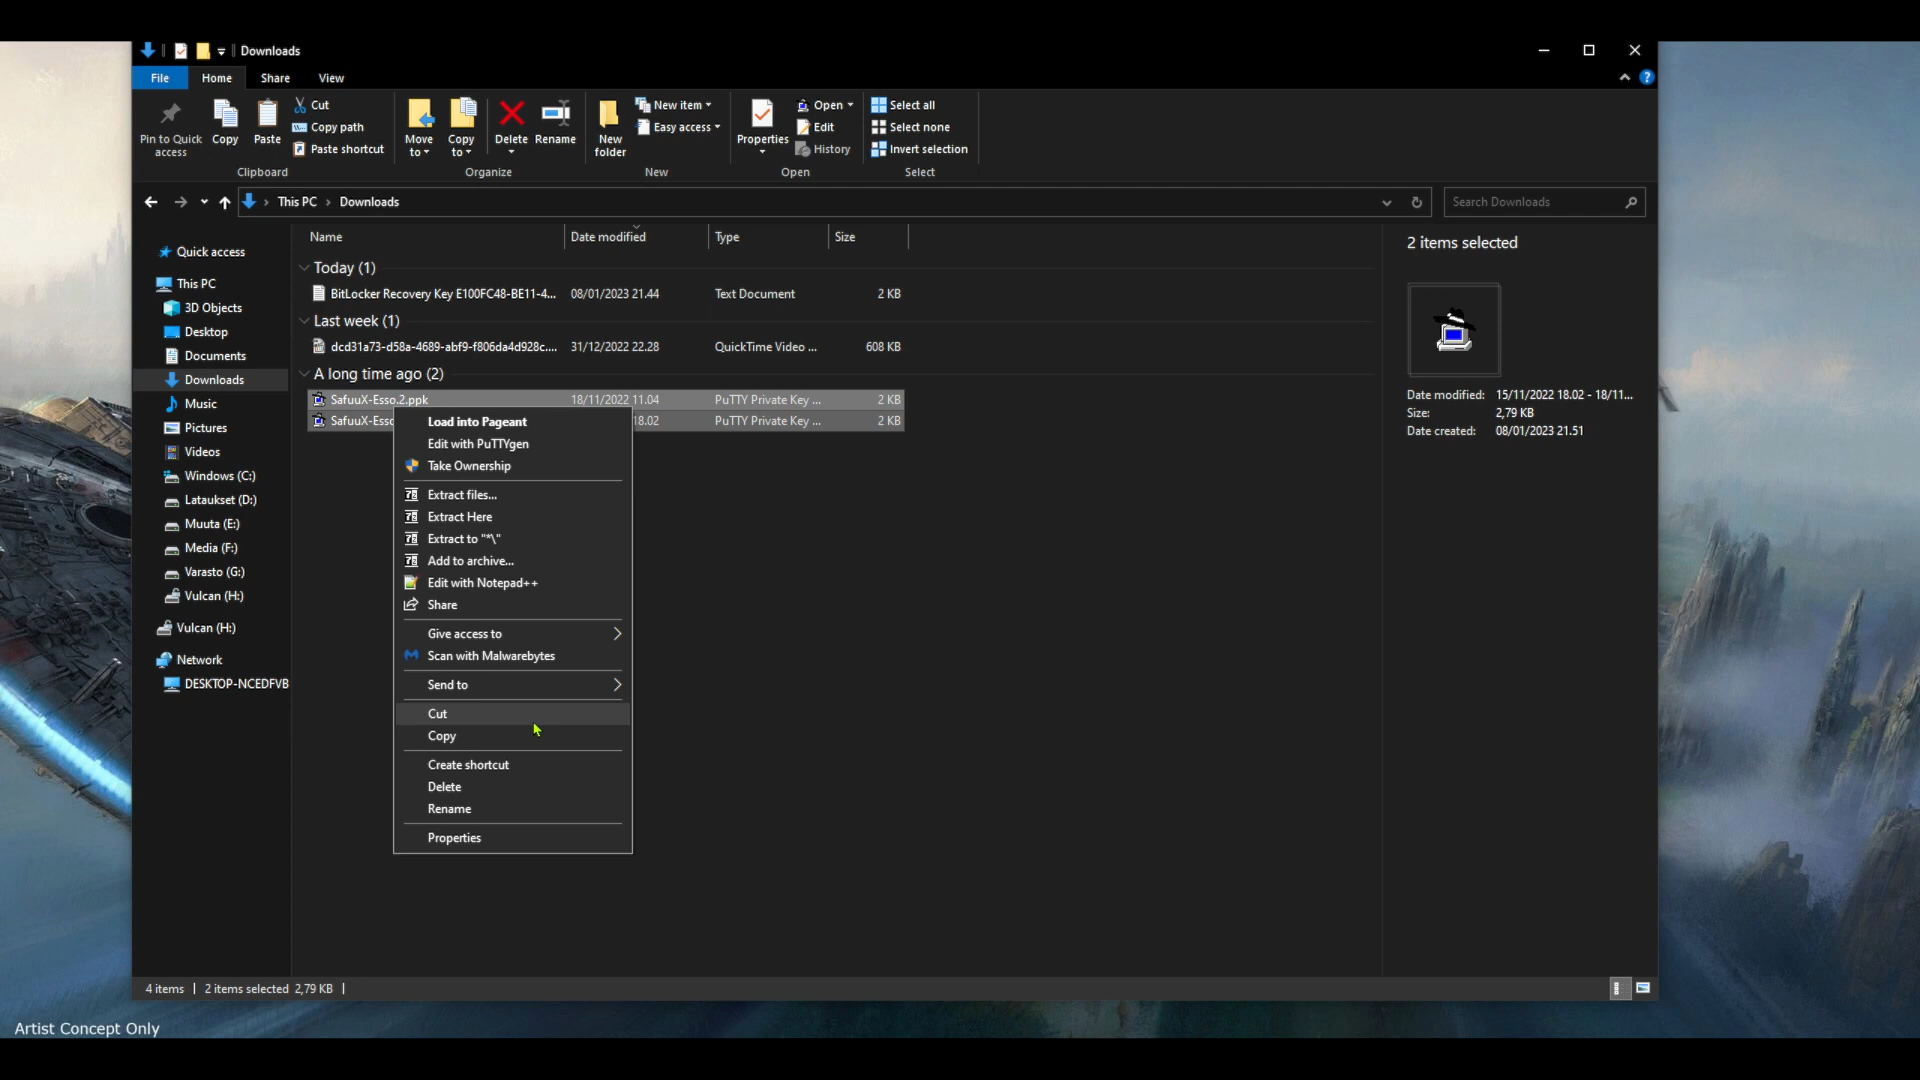 Downloads
File Home Share View
Pin to Quick access
Copy
Paste
Cut
Copy path
Paste shortcut
Clipboard
Move to
Copy to
Delete
Rename
Organize
New folder
New item
Easy access
New
Properties
Open
Edit
History
Open
Select all
Select none
Invert selection
Select
This PC > Downloads
Search Downloads
Quick access
This PC
3D Objects
Desktop
Documents
Downloads
Music
Pictures
Videos
Windows (C:)
Lataukset (D:)
Muuta (E:)
Media (F:)
Varasto (G:)
Vulcan (H:)
Vulcan (H:)
Network
DESKTOP-NCEDFVB
Name Date modified Type Size
Today (1)
BitLocker Recovery Key E100FC48-BE11-4... 08/01/2023 21.44 Text Document 2 KB
Last week (1)
dcd31a73-d58a-4689-abf9-f806da4d928c.... 31/12/2022 22.28 QuickTime Video ... 608 KB
A long time ago (2)
SafuuX-Esso.2.ppk 18/11/2022 11.04 PuTTY Private Key ... 2 KB
SafuuX-Esso 18.02 PuTTY Private Key ... 2 KB
Load into Pageant
Edit with PuTTYgen
Take Ownership
Extract files...
Extract Here
Extract to "*\"
Add to archive...
Edit with Notepad++
Share
Give access to
Scan with Malwarebytes
Send to
Cut
Copy
Create shortcut
Delete
Rename
Properties
2 items selected
Date modified: 15/11/2022 18.02 - 18/11...
Size: 2,79 KB
Date created: 08/01/2023 21.51
4 items 2 items selected 2,79 KB
Artist Concept Only